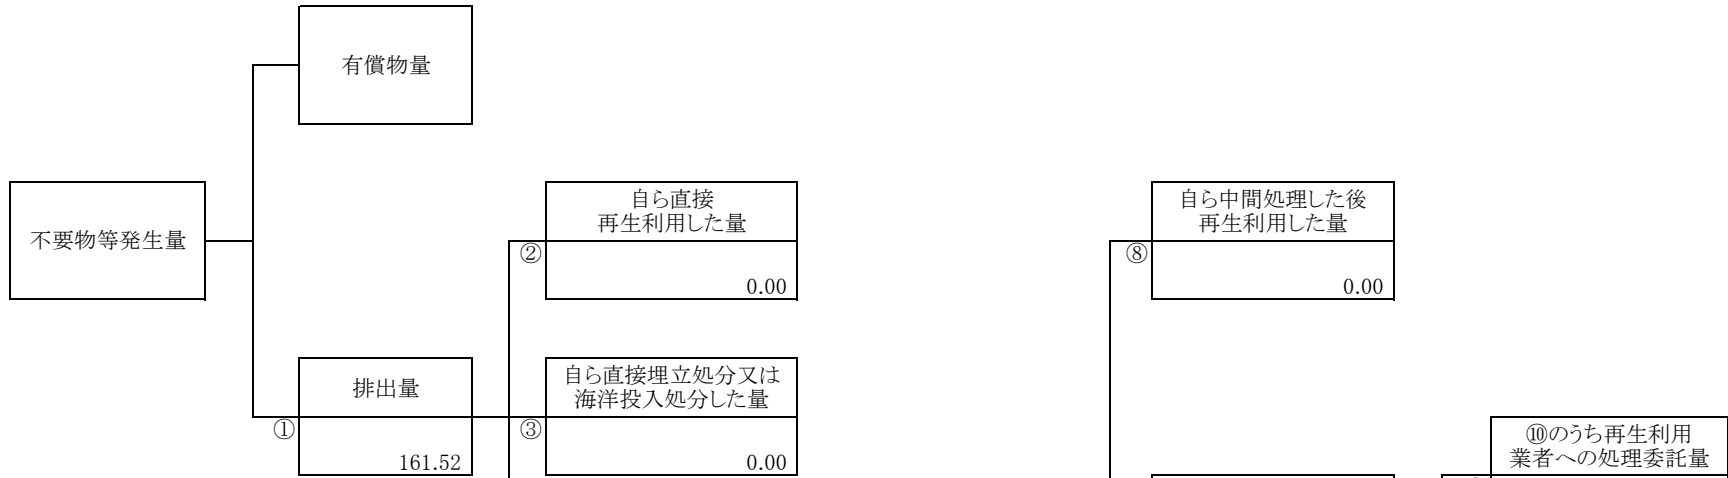 有償物量
不要物等発生量
自ら直接
再生利用した量
②
0.00
自ら中間処理した後
再生利用した量
⑧
0.00
排出量
①
161.52
自ら直接埋立処分又は
海洋投入処分した量
③
0.00
⑩のうち再生利用
業者への処理委託量